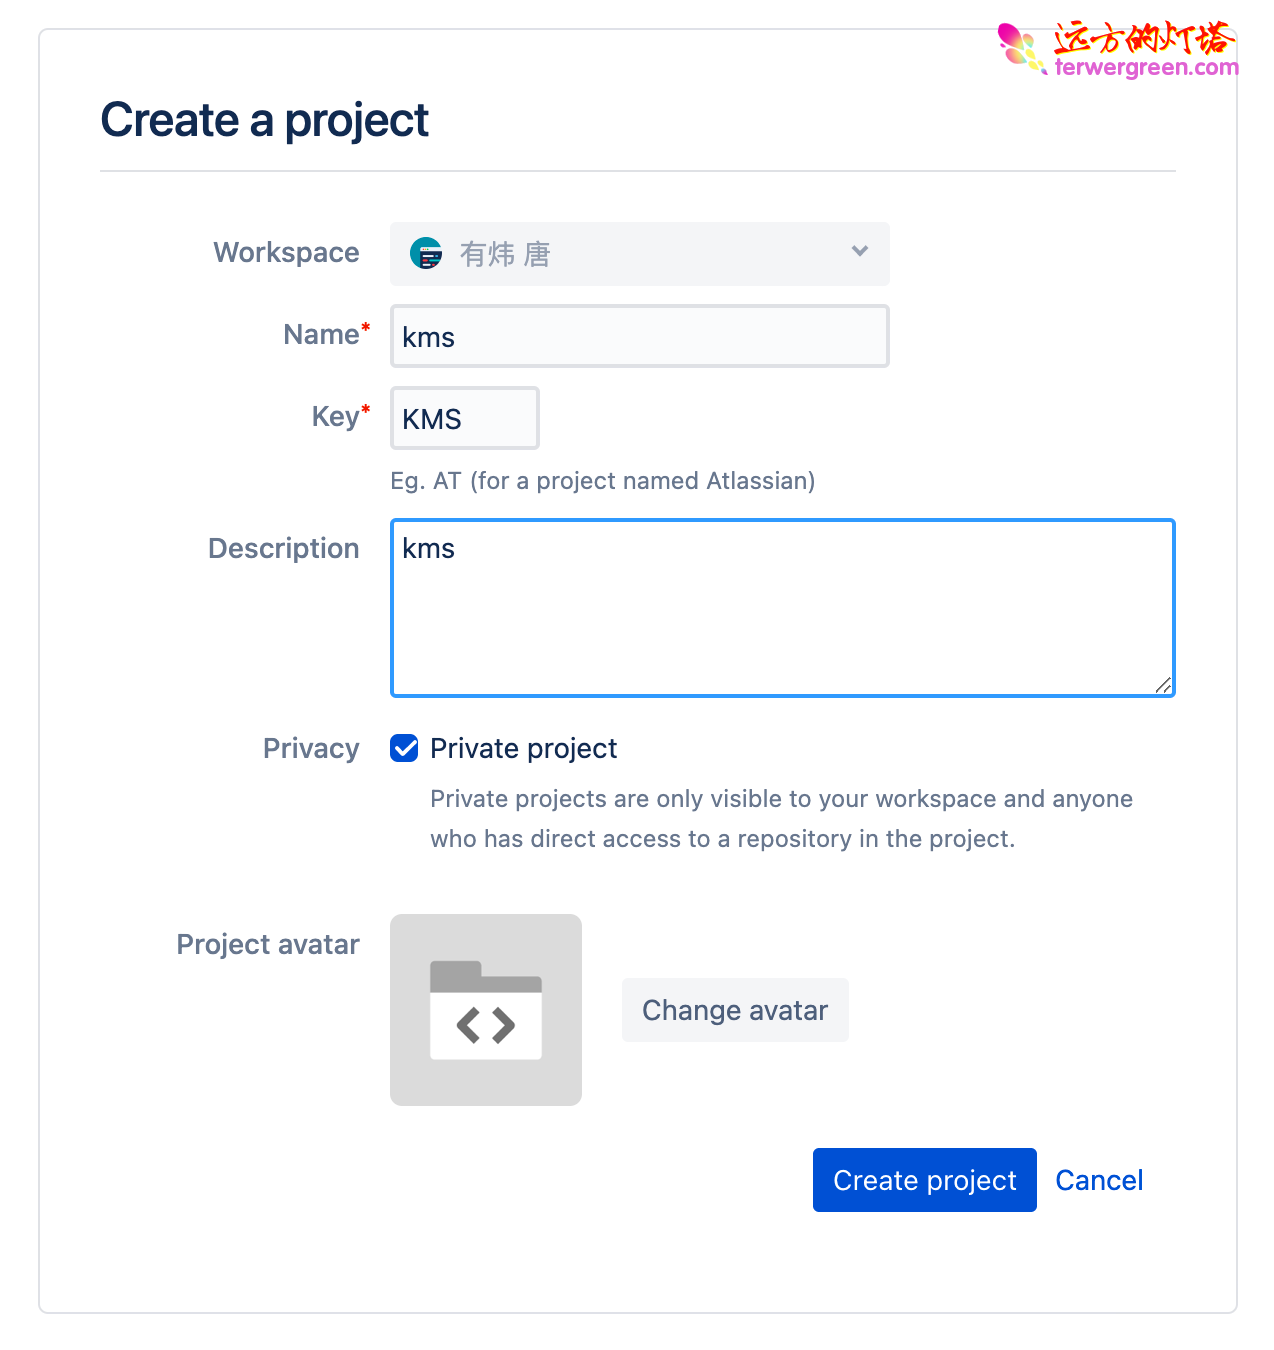 远方的灯塔
terwergreen.com
Create a project
Workspace
有炜 唐
Name*
kms
Key*
KMS
Eg. AT (for a project named Atlassian)
Description
kms
Privacy
Private project
Private projects are only visible to your workspace and anyone
who has direct access to a repository in the project.
Project avatar
Change avatar
Create project
Cancel